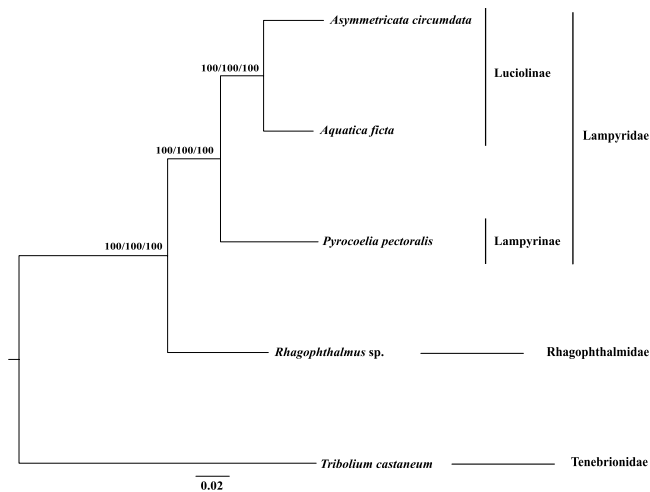 Asymmetricata circumdata
100/100/100
Luciolinae
Aquatica ficta
Lampyridae
100/100/100
Pyrocoelia pectoralis
Lampyrinae
100/100/100
Rhagophthalmus sp.
Rhagophthalmidae
Tribolium castaneum
Tenebrionidae
0.02